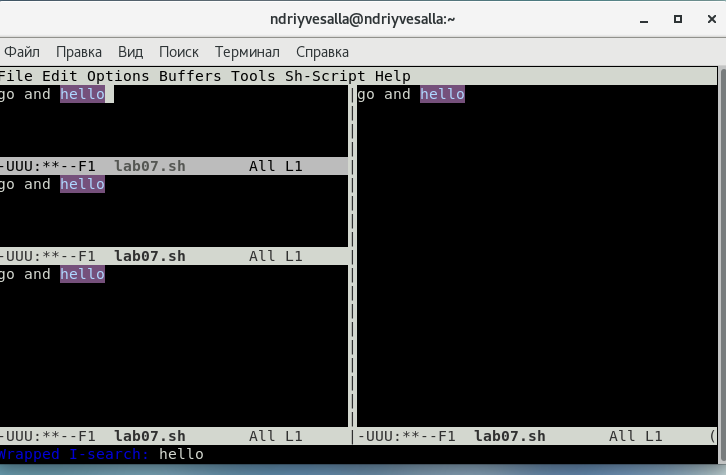 ndriyvesalla@ndriyvesalla:~
Файл Правка Вид Поиск Терминал Справка
File Edit Options Buffers Tools Sh-Script Help
go and hello
-UUU:**--F1 lab07.sh All L1
go and hello
-UUU:**--F1 lab07.sh All L1
go and hello
-UUU:**--F1 lab07.sh All L1
go and hello
-UUU:**--F1 lab07.sh All L1 (
Wrapped I-search: hello